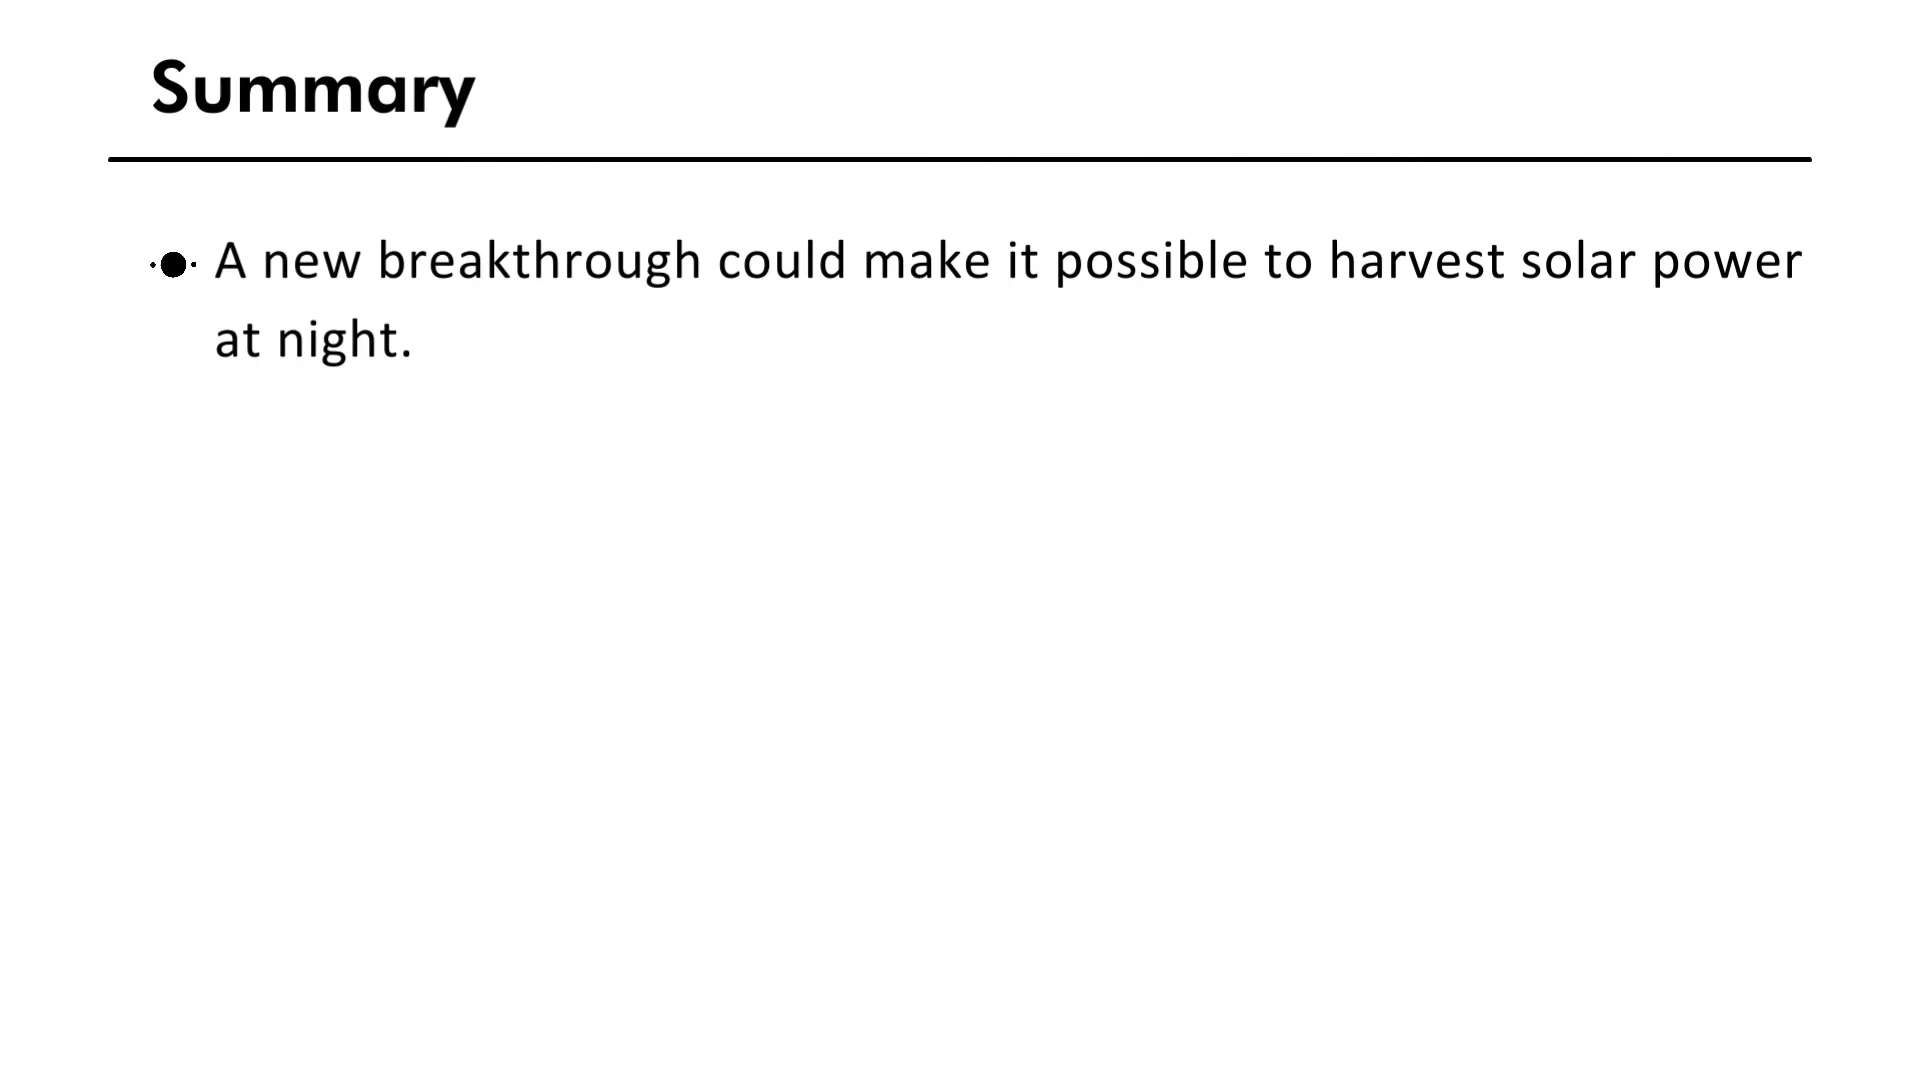 Summary
• A new breakthrough could make it possible to harvest solar power
at night.